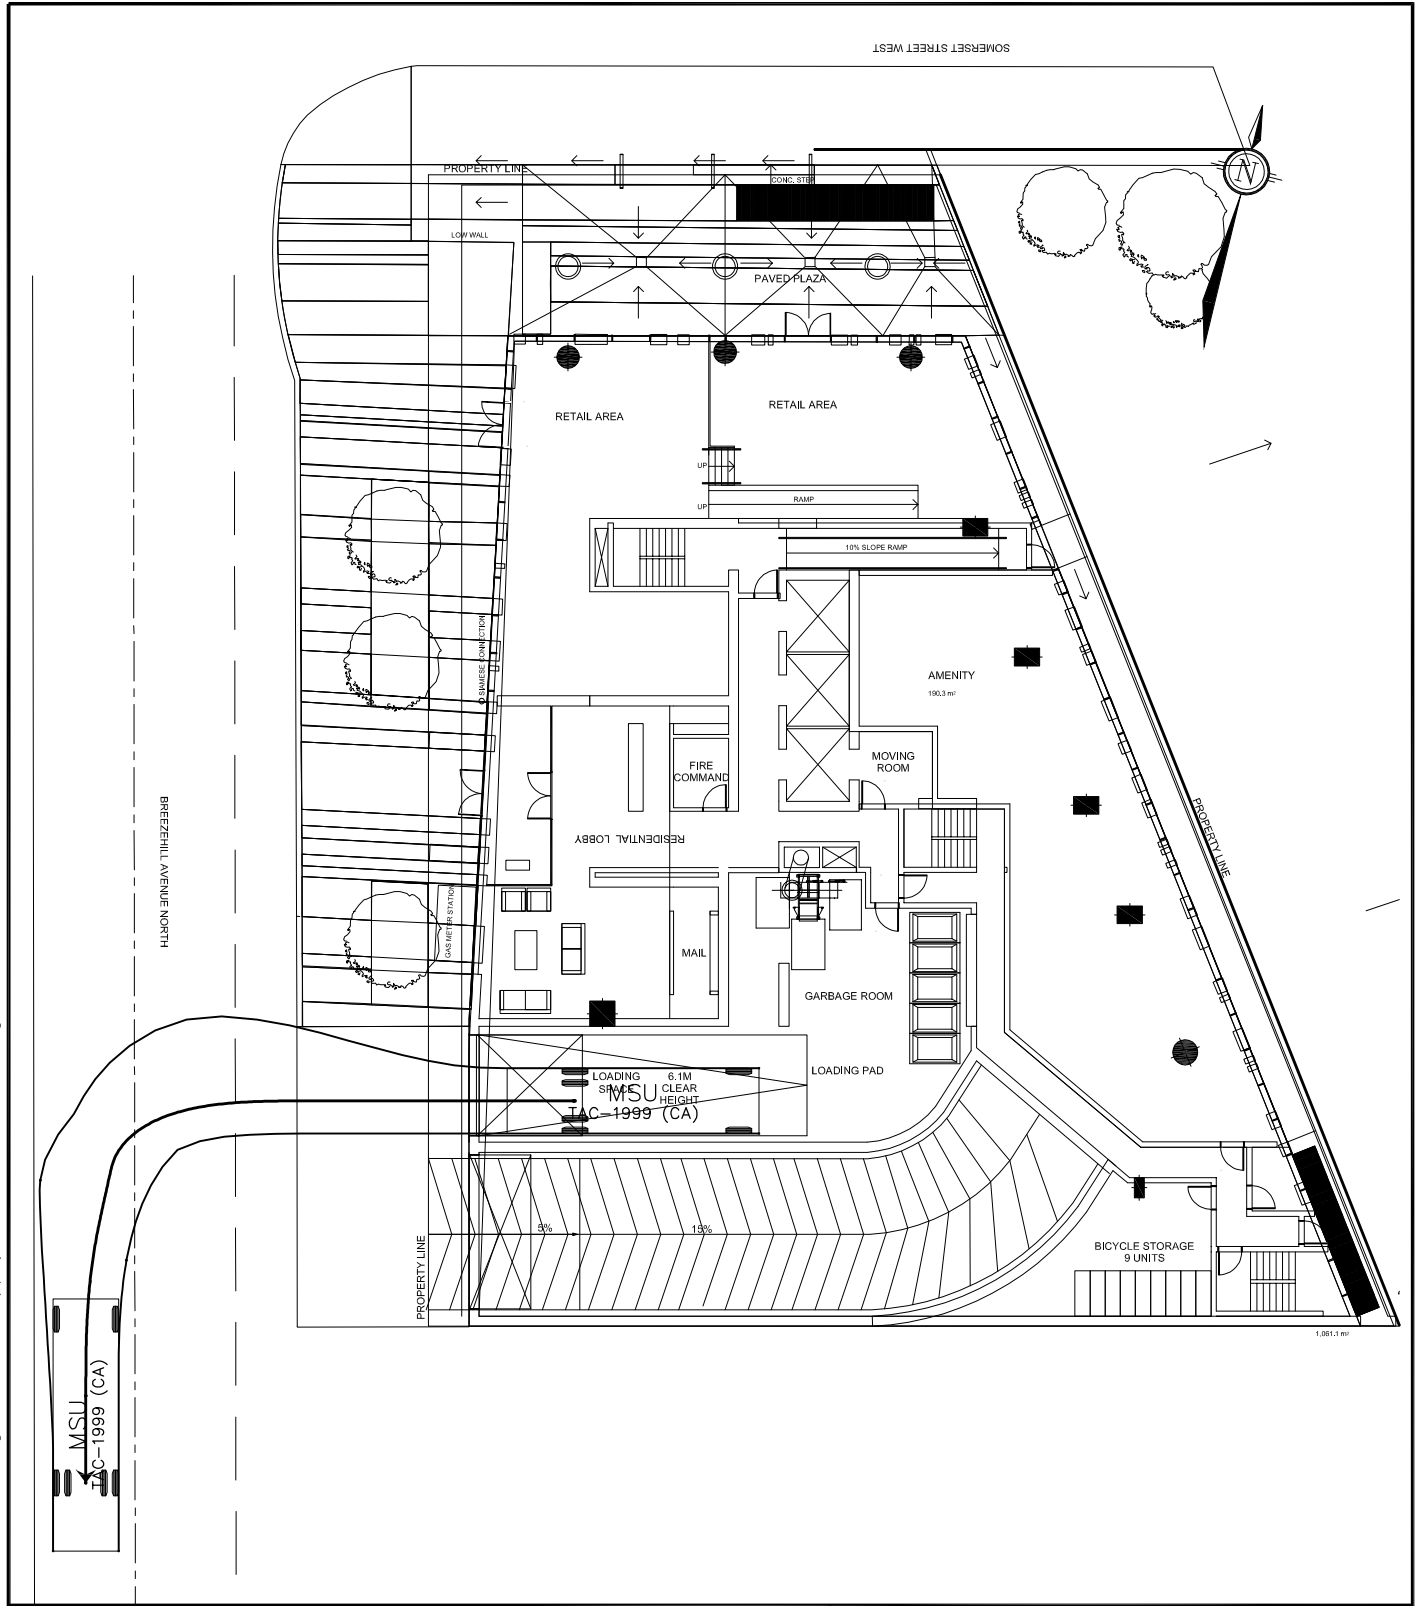 SOMERSET STREET WEST
N
PROPERTY LINE
CONC. STEP
LOW WALL
PAVED PLAZA
RETAIL AREA
RETAIL AREA
UP
UP
RAMP
10% SLOPE RAMP
SIAMESE CONNECTION
AMENITY
190.3 m²
FIRE
COMMAND
MOVING
ROOM
BREEZEHILL AVENUE NORTH
RESIDENTIAL LOBBY
PROPERTY LINE
GAS METER STATION
MAIL
GARBAGE ROOM
LOADING
SPACE
6.1M
CLEAR
HEIGHT
LOADING PAD
MSU
TAC-1999 (CA)
5%
15%
PROPERTY LINE
BICYCLE STORAGE
9 UNITS
1,061.1 m²
MSU
TAC-1999 (CA)